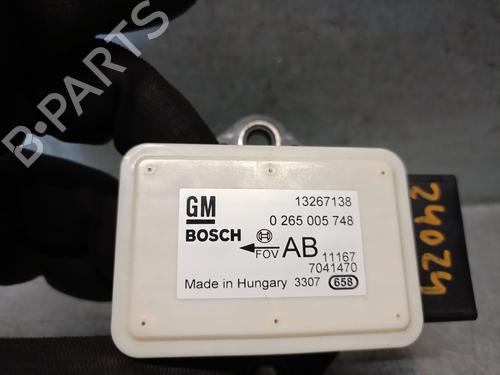 GM 13267138
BOSCH 0 265 005 748
FOV AB 11167
7041470
Made in Hungary 3307 658
24024
B-PARTS